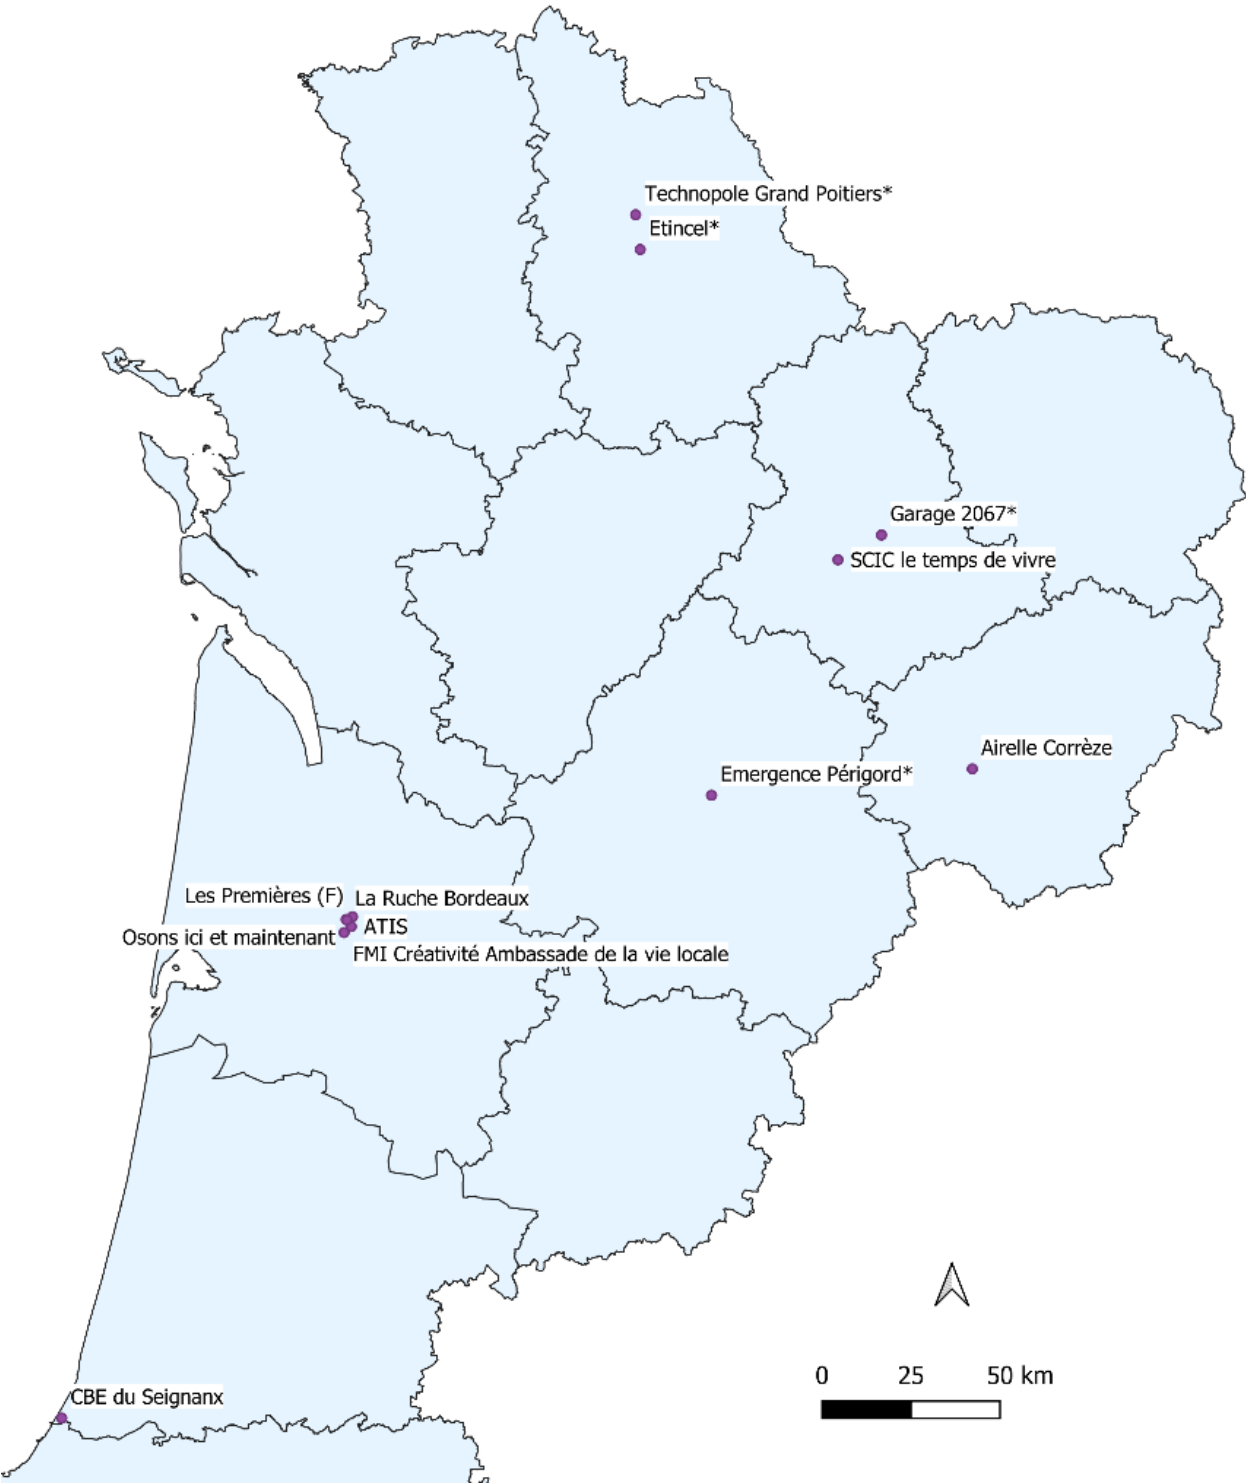 Technopole Grand Poitiers*
Etincel*
Garage 2067*
SCIC le temps de vivre
Airelle Corrèze
Emergence Périgord*
Les Premières (F)
La Ruche Bordeaux
ATIS
Osons ici et maintenant
FMI Créativité Ambassade de la vie locale
0 25 50 km
CBE du Seignanx